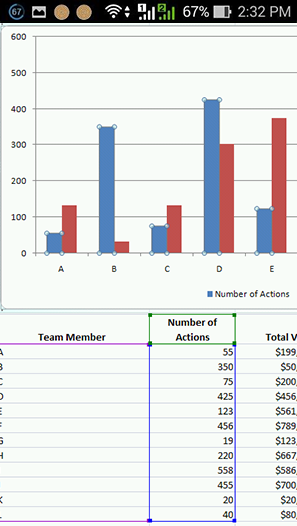 67 1 2 67% 2:32 PM
600
500
400
300
200
100
0
A B C D E
Number of Actions
Number of
Team Member Actions Total V
A 55 $199,
350 $50,
75 $200,
425 $456,
123 $561,
456 $789,
19 $123,
H 220 $667,
558 $586,
455 $700,
K 20 $20,
40 $80,